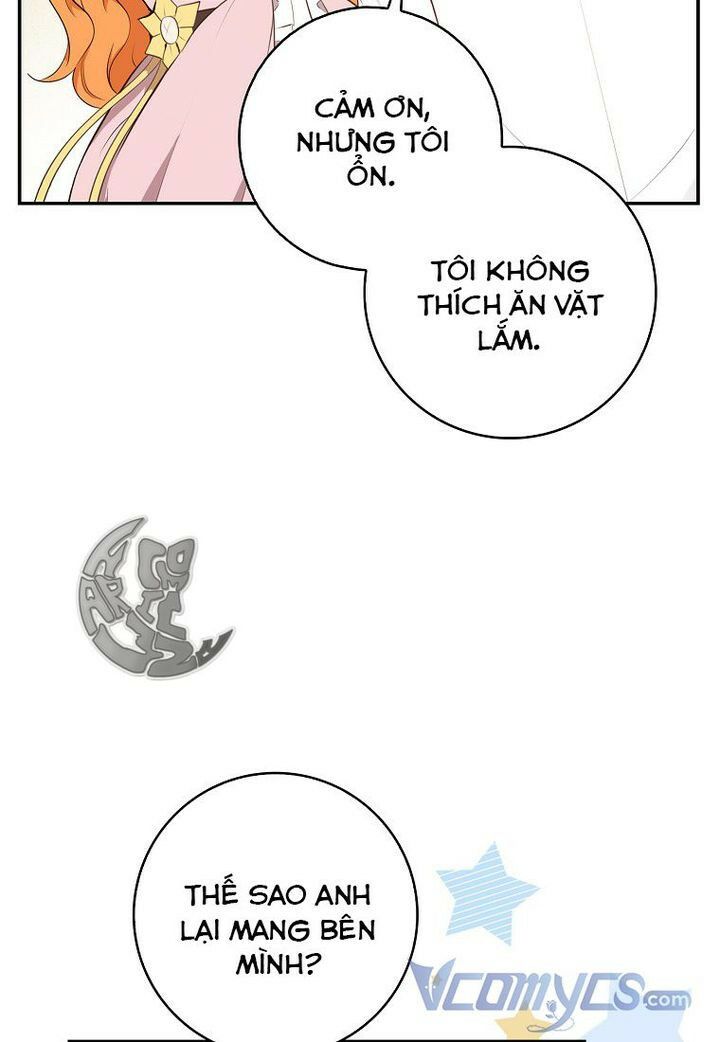 CẢM ƠN,
NHƯNG TÔI
ỔN.
TÔI KHÔNG
THÍCH ĂN VẶT
LẮM.
THẾ SAO ANH
LẠI MANG BÊN
MÌNH?
VCOMYCS.com